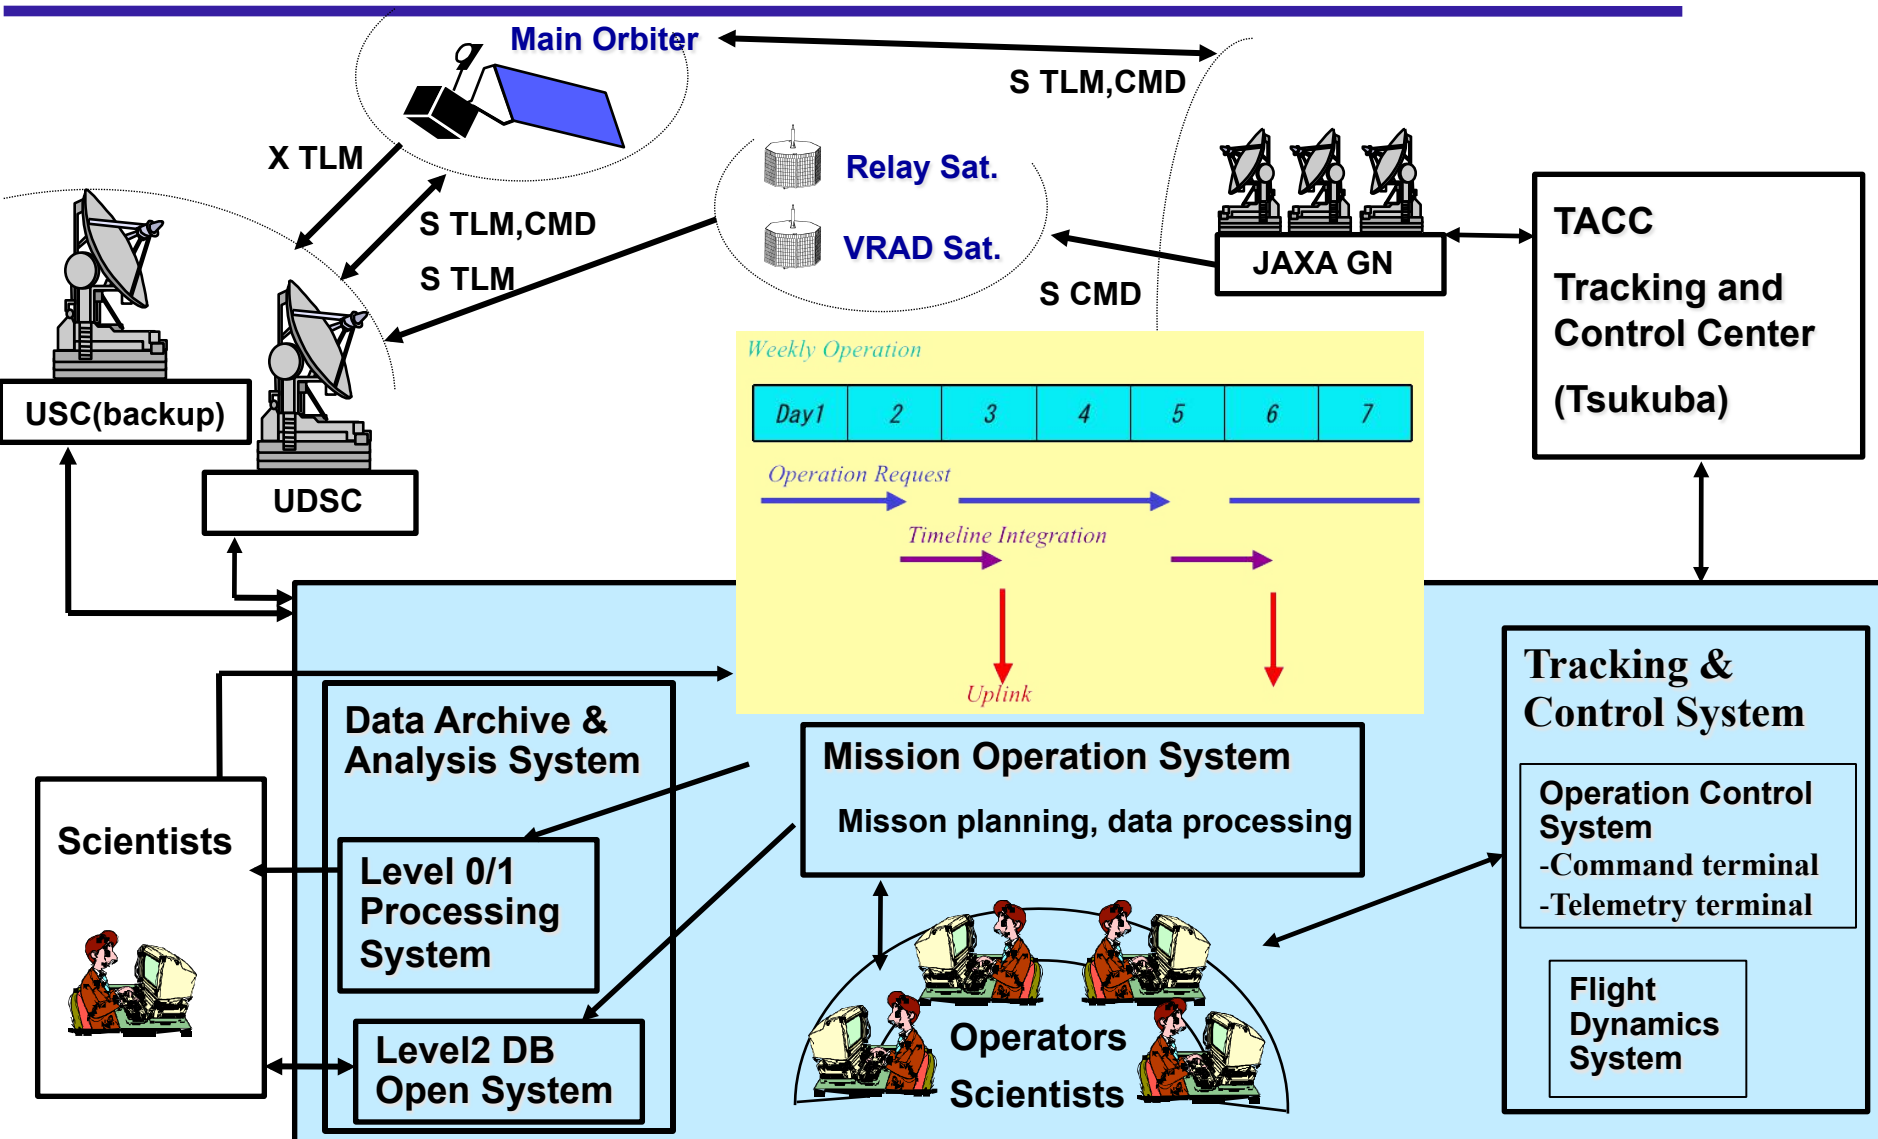 Main Orbiter
S TLM,CMD
X TLM
Relay Sat.
S TLM,CMD
VRAD Sat.
S TLM
S CMD
JAXA GN
TACC
Tracking and
Control Center
(Tsukuba)
USC(backup)
UDSC
Weekly Operation
Day1 2 3 4 5 6 7
Operation Request
Timeline Integration
Uplink
Data Archive &
Analysis System
Mission Operation System
Misson planning, data processing
Tracking &
Control System
Operation Control
System
-Command terminal
-Telemetry terminal
Flight
Dynamics
System
Scientists
Level 0/1
Processing
System
Level2 DB
Open System
Operators
Scientists